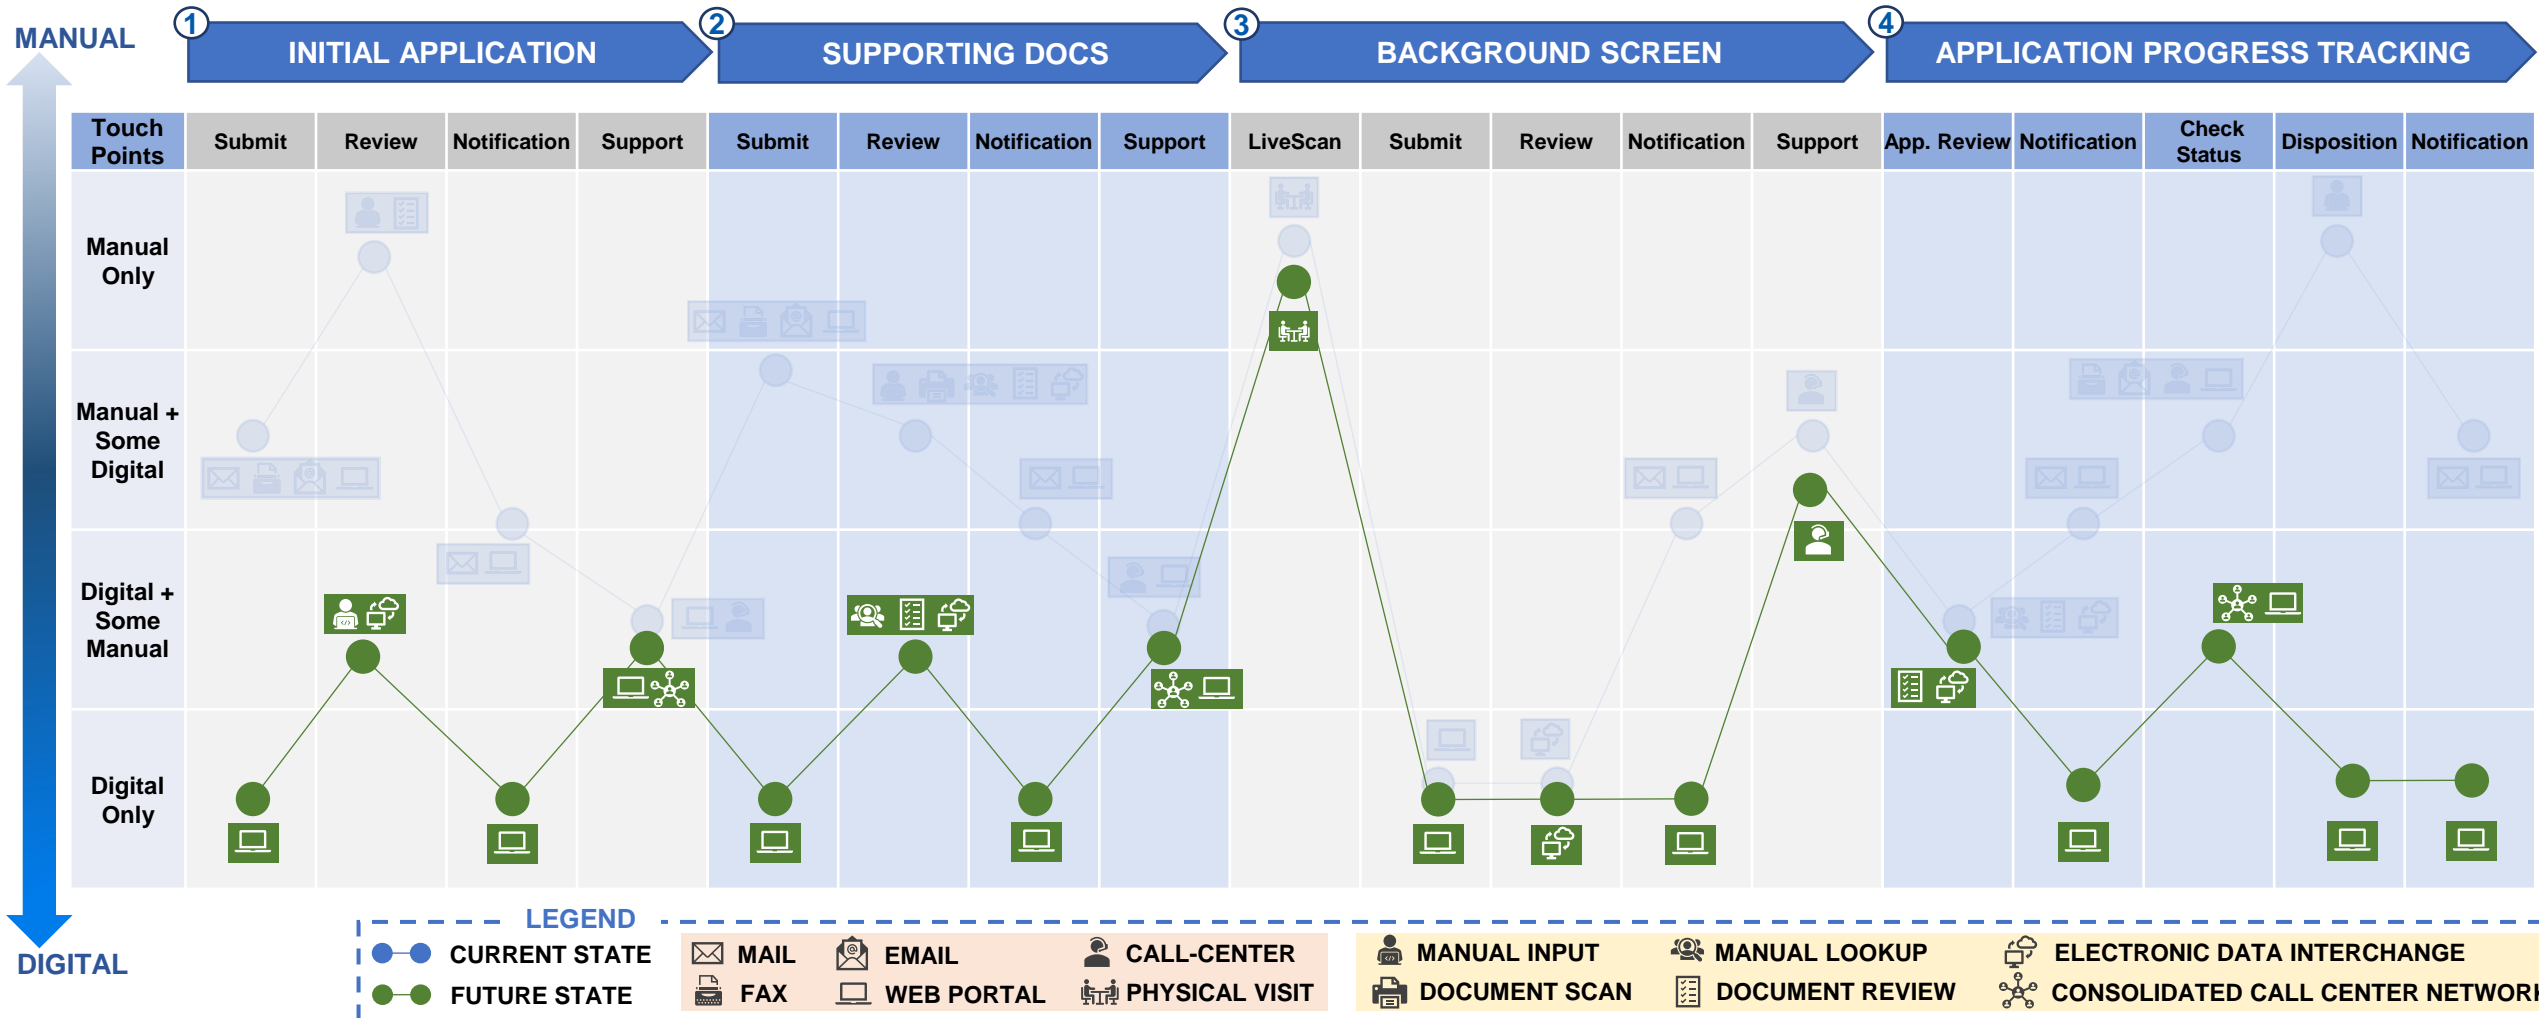 MANUAL
1
INITIAL APPLICATION
2
SUPPORTING DOCS
3
BACKGROUND SCREEN
4
APPLICATION PROGRESS TRACKING
Touch
Points
Submit
Review
Notification
Support
Submit
Review
Notification
Support
LiveScan
Submit
Review
Notification
Support
App. Review
Notification
Check
Status
Disposition
Notification
Manual
Only
Manual +
Some
Digital
Digital +
Some
Manual
Digital
Only
DIGITAL
LEGEND
CURRENT STATE
FUTURE STATE
MAIL
EMAIL
CALL-CENTER
FAX
WEB PORTAL
PHYSICAL VISIT
MANUAL INPUT
MANUAL LOOKUP
ELECTRONIC DATA INTERCHANGE
DOCUMENT SCAN
DOCUMENT REVIEW
CONSOLIDATED CALL CENTER NETWORK